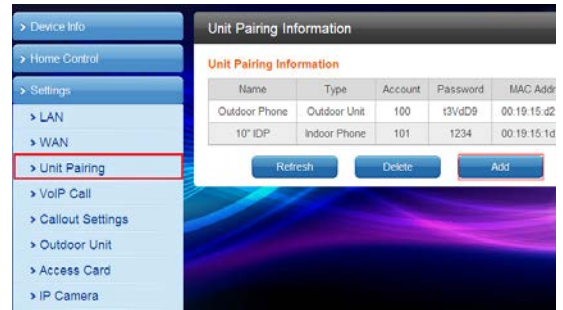 > Device Info
> Home Control
> Settings
> LAN
> WAN
> Unit Pairing
> VoIP Call
> Callout Settings
> Outdoor Unit
> Access Card
> IP Camera
Unit Pairing Information
Unit Pairing Information
Name Type Account Password MAC Addr
Outdoor Phone Outdoor Unit 100 t3VdD9 00:19:15:d2
10" IDP Indoor Phone 101 1234 00:19:15:1d
Refresh Delete Add